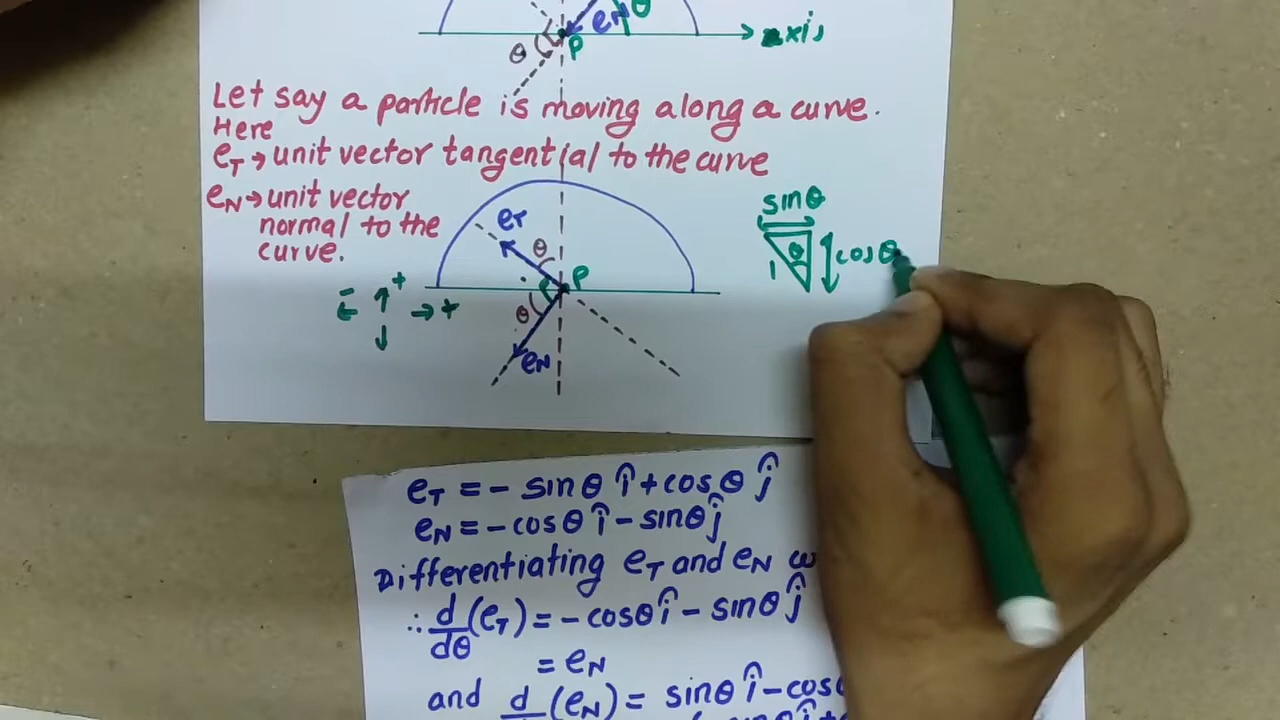 θ
eN
P
axis
θ
Let say a particle is moving along a curve.
Here
eT → unit vector tangential to the curve
eN → unit vector
normal to the
curve.
eT
θ
P
θ
eN
+
-
→ +
sinθ
θ
1
cosθ
eT = - sinθ î + cosθ ĵ
eN = - cosθ î - sinθ ĵ
Differentiating eT and eN
∴ d/dθ (eT) = - cosθ î - sinθ ĵ
= eN
and d (eN) = sinθ î - cos